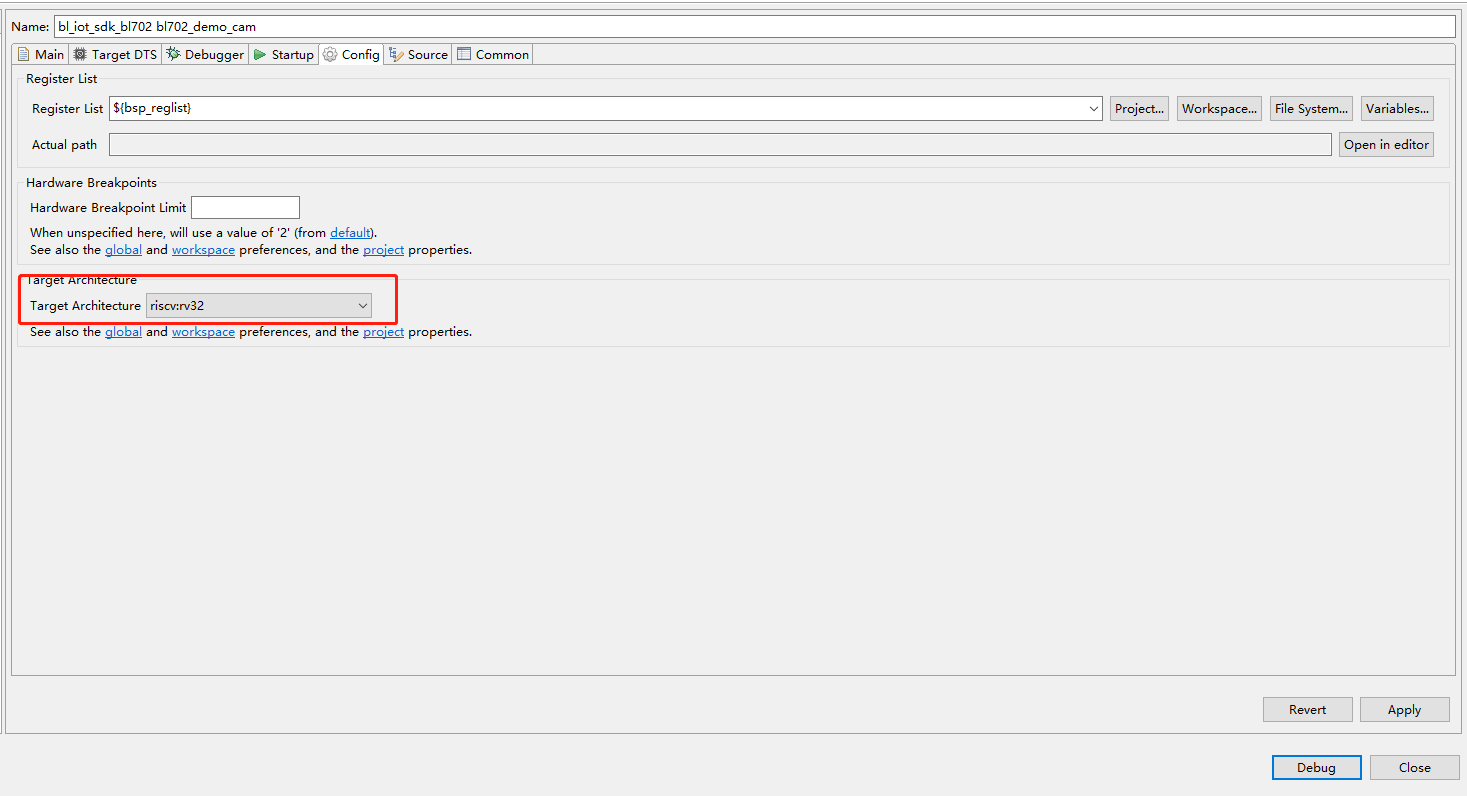 Name: bl_iot_sdk_bl702 bl702_demo_cam
Main Target DTS Debugger Startup Config Source Common
Register List
Register List ${bsp_reglist} Project... Workspace... File System... Variables...
Actual path Open in editor
Hardware Breakpoints
Hardware Breakpoint Limit
When unspecified here, will use a value of '2' (from default).
See also the global and workspace preferences, and the project properties.
Target Architecture
Target Architecture riscv:rv32
See also the global and workspace preferences, and the project properties.
Revert Apply
Debug Close